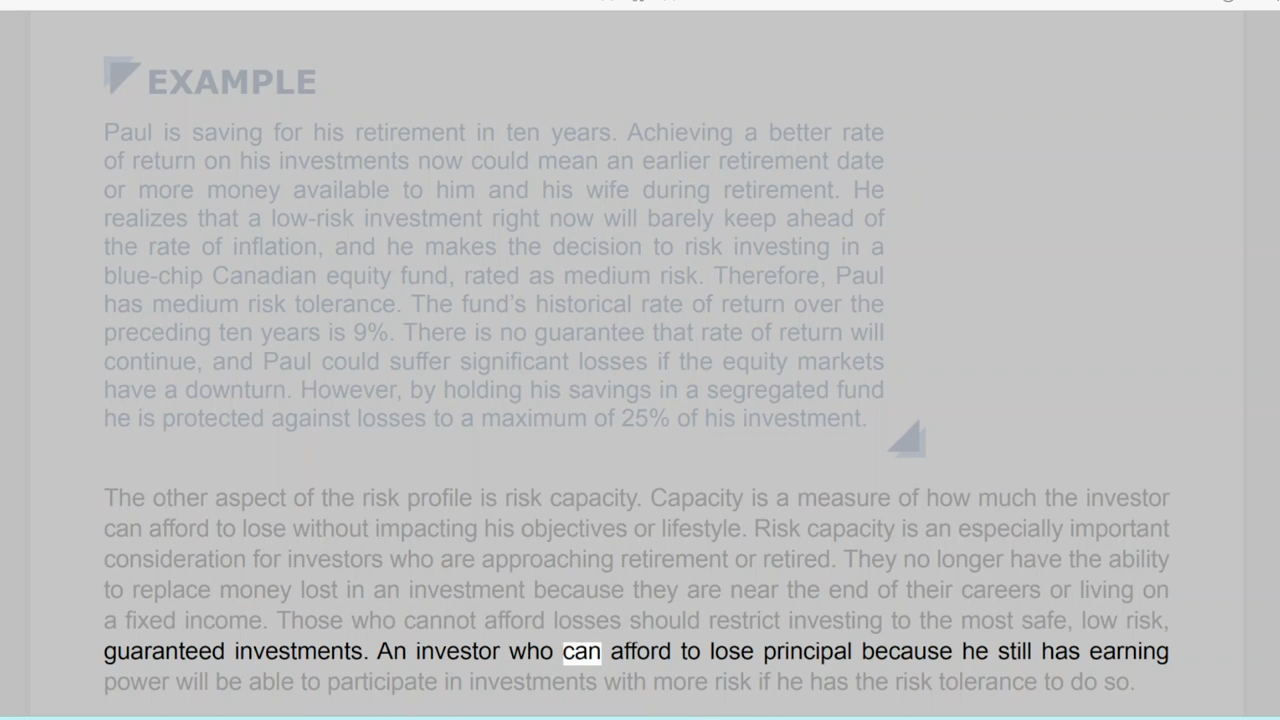 EXAMPLE
Paul is saving for his retirement in ten years. Achieving a better rate
of return on his investments now could mean an earlier retirement date
or more money available to him and his wife during retirement. He
realizes that a low-risk investment right now will barely keep ahead of
the rate of inflation, and he makes the decision to risk investing in a
blue-chip Canadian equity fund, rated as medium risk. Therefore, Paul
has medium risk tolerance. The fund’s historical rate of return over the
preceding ten years is 9%. There is no guarantee that rate of return will
continue, and Paul could suffer significant losses if the equity markets
have a downturn. However, by holding his savings in a segregated fund
he is protected against losses to a maximum of 25% of his investment.
The other aspect of the risk profile is risk capacity. Capacity is a measure of how much the investor
can afford to lose without impacting his objectives or lifestyle. Risk capacity is an especially important
consideration for investors who are approaching retirement or retired. They no longer have the ability
to replace money lost in an investment because they are near the end of their careers or living on
a fixed income. Those who cannot afford losses should restrict investing to the most safe, low risk,
guaranteed investments. An investor who can afford to lose principal because he still has earning
power will be able to participate in investments with more risk if he has the risk tolerance to do so.